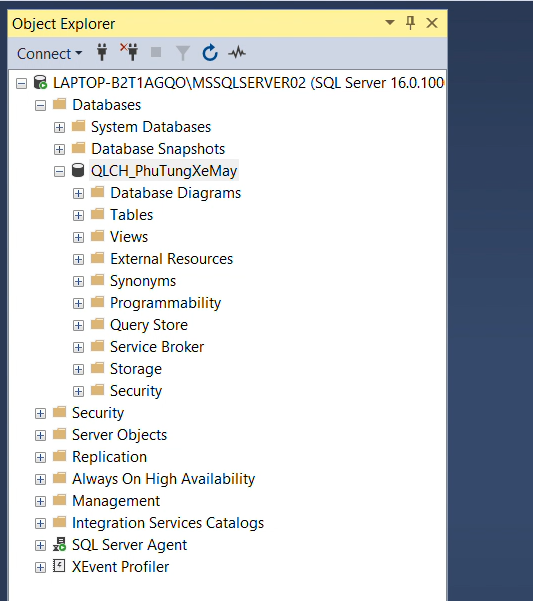 Object Explorer
Connect
LAPTOP-B2T1AGQO\MSSQLSERVER02 (SQL Server 16.0.100
Databases
System Databases
Database Snapshots
QLCH_PhuTungXeMay
Database Diagrams
Tables
Views
External Resources
Synonyms
Programmability
Query Store
Service Broker
Storage
Security
Security
Server Objects
Replication
Always On High Availability
Management
Integration Services Catalogs
SQL Server Agent
XEvent Profiler